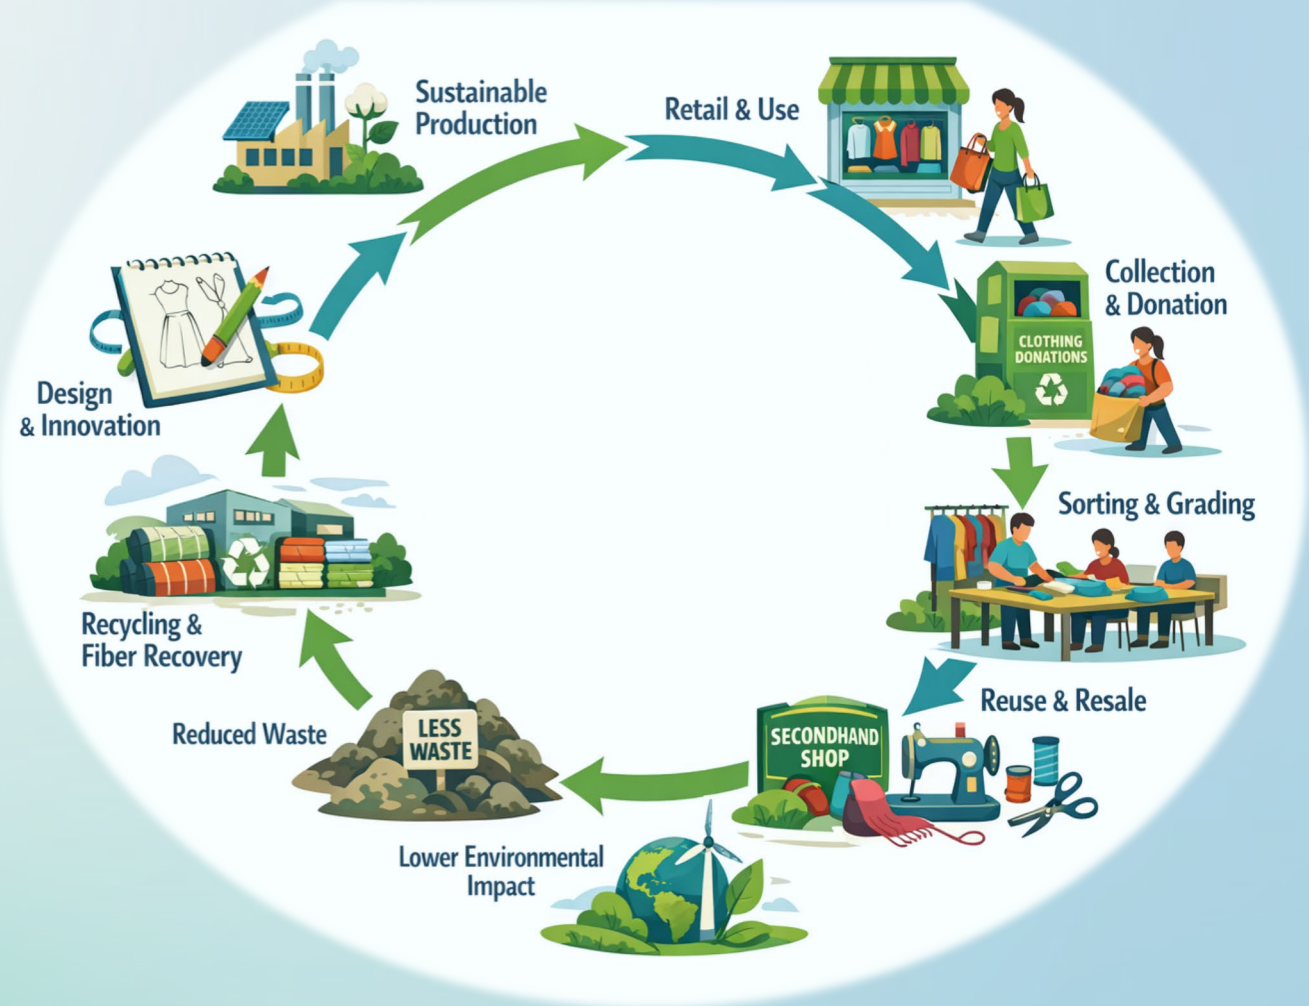 Sustainable
Production
Retail & Use
Collection
& Donation
CLOTHING
DONATIONS
Sorting & Grading
Reuse & Resale
SECONDHAND
SHOP
Lower Environmental
Impact
Reduced Waste
LESS
WASTE
Recycling &
Fiber Recovery
Design
& Innovation